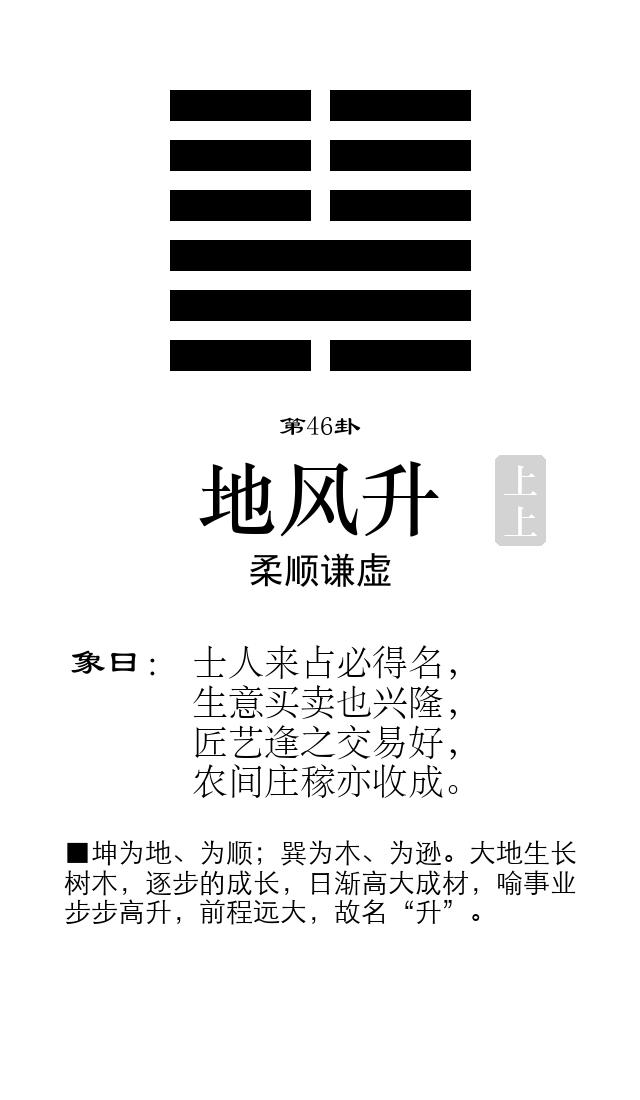 第46卦
地风升
上上
柔顺谦虚
象曰： 士人来占必得名，
生意买卖也兴隆，
匠艺逢之交易好，
农间庄稼亦收成。
■坤为地、为顺；巽为木、为逊。大地生长
树木，逐步的成长，日渐高大成材，喻事业
步步高升，前程远大，故名“升”。